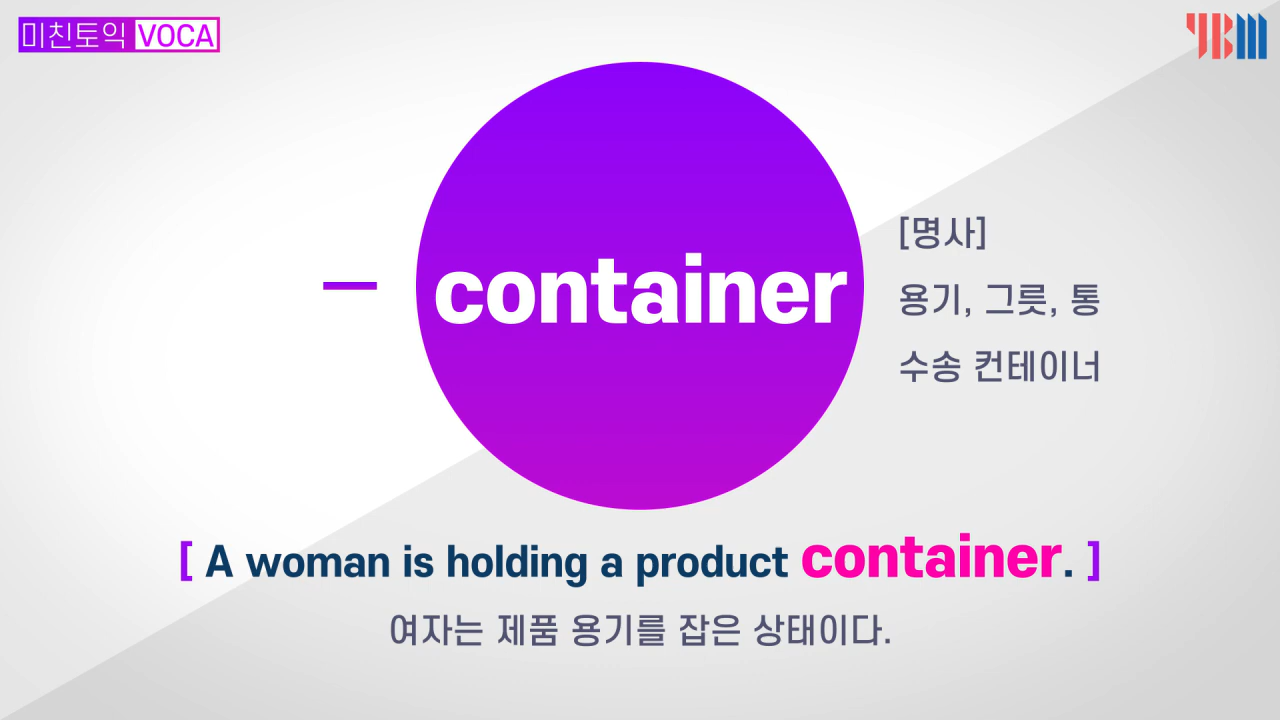 미친토익 VOCA
YBM
container
[명사]
용기, 그릇, 통
수송 컨테이너
[ A woman is holding a product container. ]
여자는 제품 용기를 잡은 상태이다.